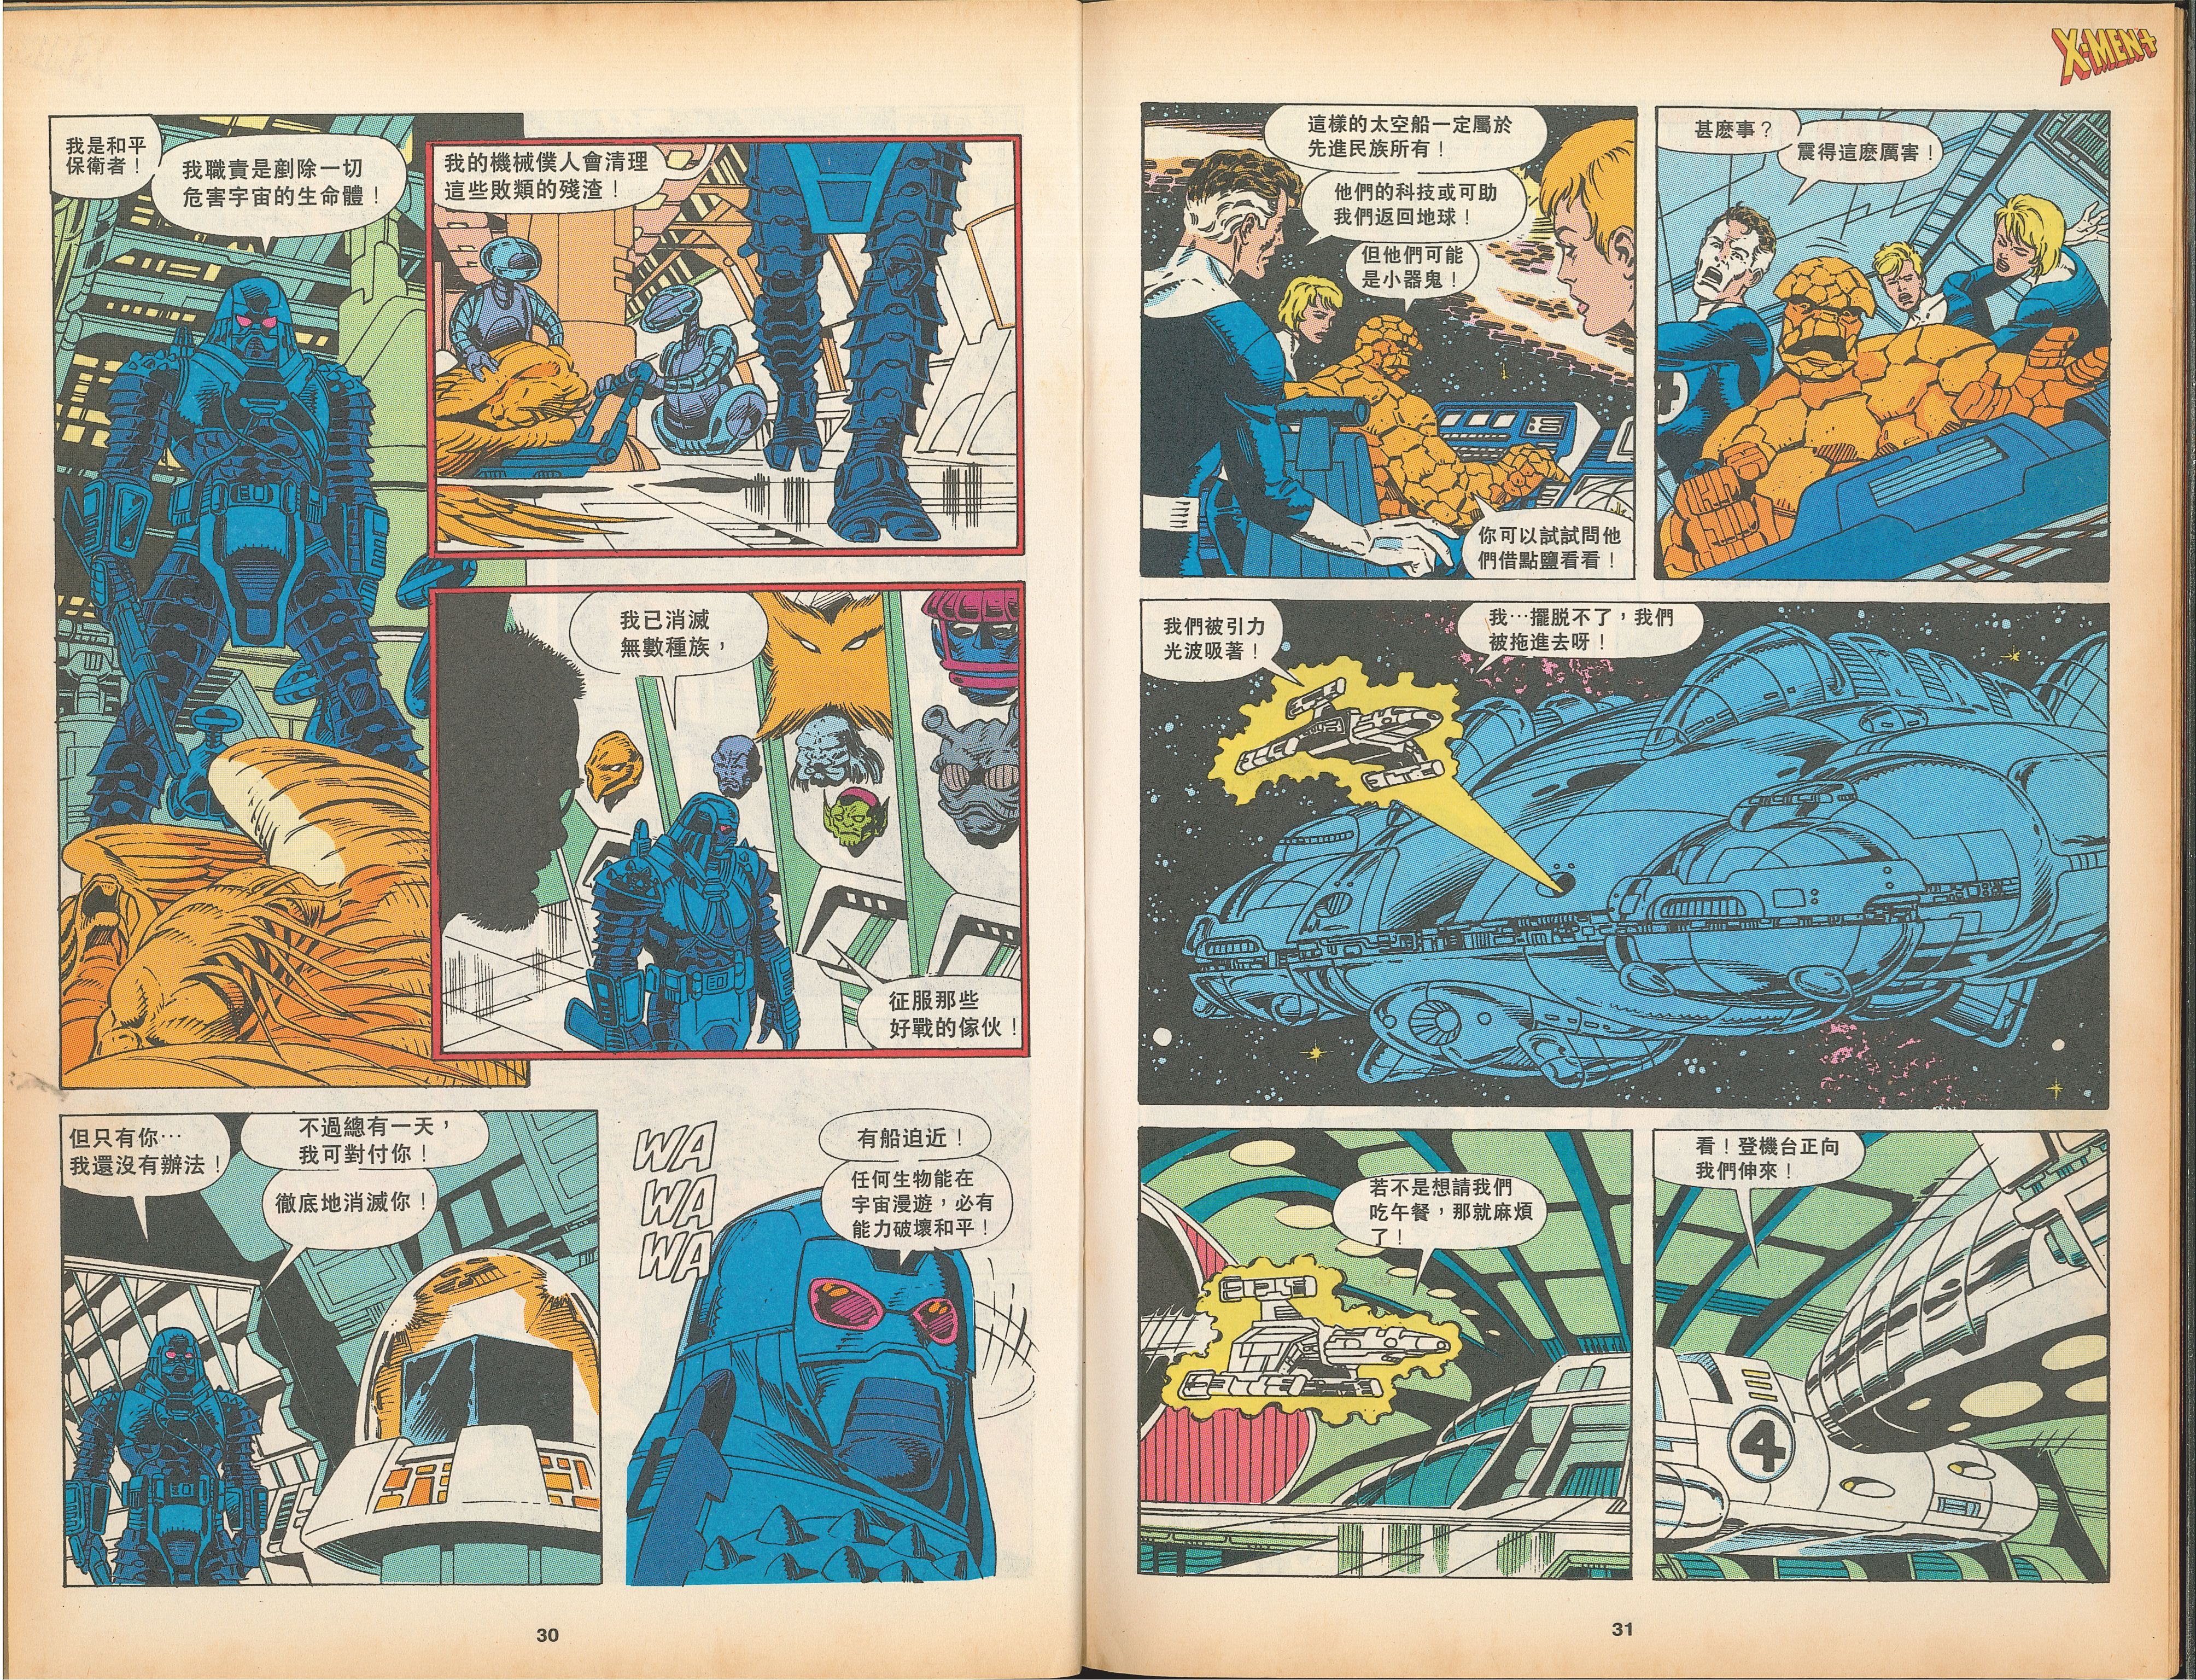 我是和平
保衛者！
我職責是剷除一切
危害宇宙的生命體！
我的機械僕人會清理
這些敗類的殘渣！
我已消滅
無數種族，
征服那些
好戰的傢伙！
但只有你…
我還沒有辦法！
不過總有一天，
我可對付你！
徹底地消滅你！
WA
WA
WA
有船迫近！
任何生物能在
宇宙漫遊，必有
能力破壞和平！
30
X-MEN+
這樣的太空船一定屬於
先進民族所有！
他們的科技或可助
我們返回地球！
但他們可能
是小器鬼！
你可以試試問他
們借點鹽看看！
甚麽事？
震得這麽厲害！
我們被引力
光波吸著！
我…擺脱不了，我們
被拖進去呀！
若不是想請我們
吃午餐，那就麻煩
了！
看！登機台正向
我們伸來！
4
31